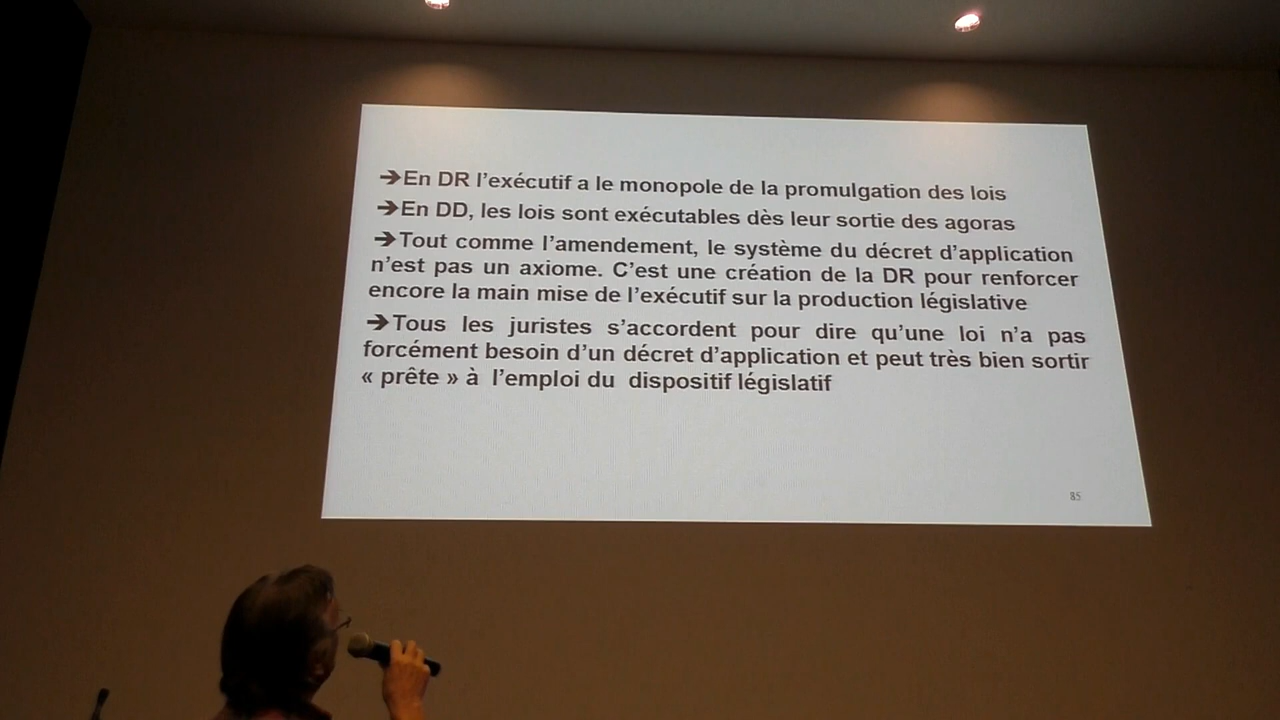 ➔En DR l’exécutif a le monopole de la promulgation des lois
➔En DD, les lois sont exécutables dès leur sortie des agoras
➔Tout comme l’amendement, le système du décret d’application
n’est pas un axiome. C’est une création de la DR pour renforcer
encore la main mise de l’exécutif sur la production législative
➔Tous les juristes s’accordent pour dire qu’une loi n’a pas
forcément besoin d’un décret d’application et peut très bien sortir
« prête » à l’emploi du dispositif législatif
85